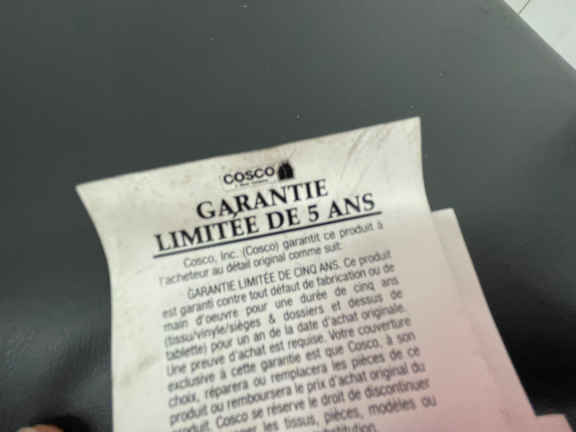 COSCO
GARANTIE
LIMITÉE DE 5 ANS
Cosco, Inc. (Cosco) garantit ce produit à
l'acheteur au détail original comme suit:
GARANTIE LIMITÉE DE CINQ ANS. Ce produit
est garanti contre tout défaut de fabrication ou de
main d'oeuvre pour une durée de cinq ans
(tissu/vinyle/sièges & dossiers et dessus de
tablette) pour un an de la date d'achat originale.
Une preuve d'achat est requise. Votre couverture
exclusive à cette garantie est que Cosco, à son
choix, réparera ou remplacera les pièces de ce
produit ou remboursera le prix d'achat original du
produit. Cosco se réserve le droit de discontinuer
les tissus, pièces, modèles ou